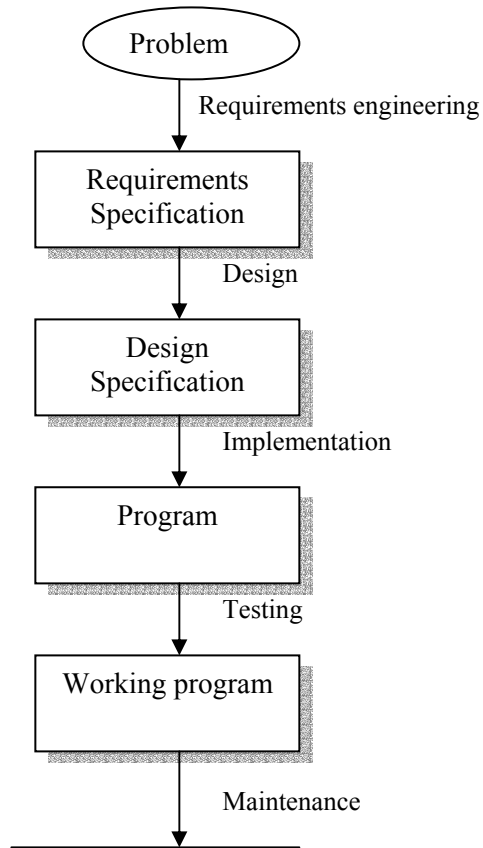 Problem
Requirements engineering
Requirements
Specification
Design
Design
Specification
Implementation
Program
Testing
Working program
Maintenance